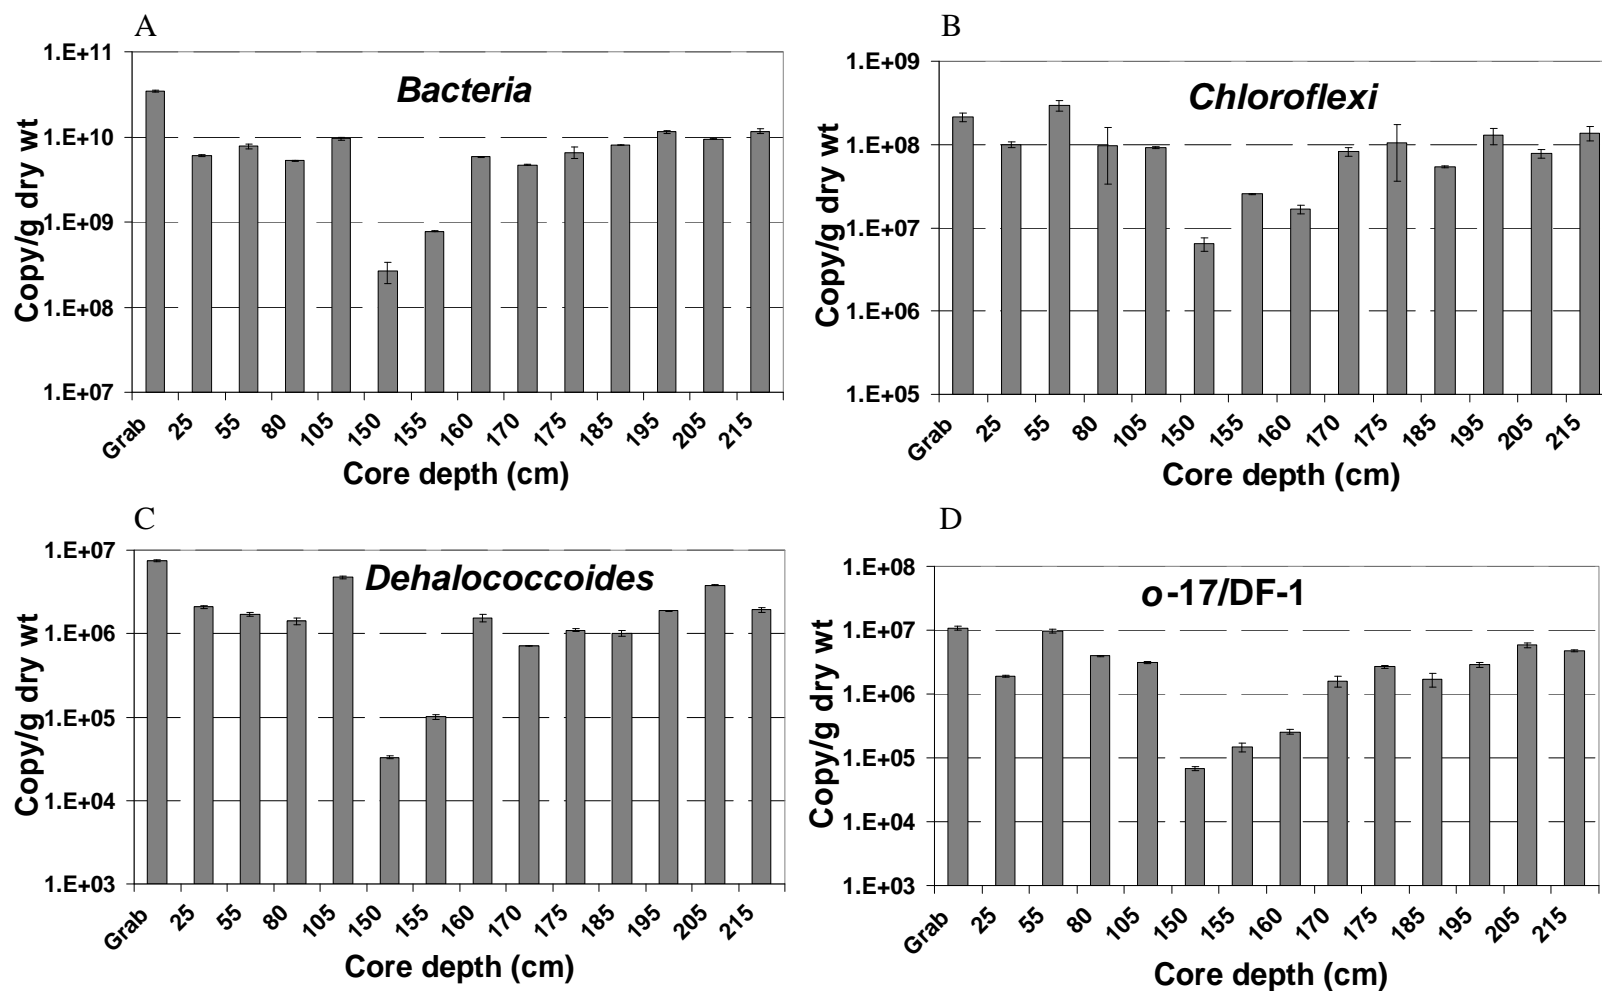 A
Bacteria
Copy/g dry wt
1.E+11
1.E+10
1.E+09
1.E+08
1.E+07
Grab 25 55 80 105 150 155 160 170 175 185 195 205 215
Core depth (cm)
B
Chloroflexi
Copy/g dry wt
1.E+09
1.E+08
1.E+07
1.E+06
1.E+05
Grab 25 55 80 105 150 155 160 170 175 185 195 205 215
Core depth (cm)
C
Dehalococcoides
Copy/g dry wt
1.E+07
1.E+06
1.E+05
1.E+04
1.E+03
Grab 25 55 80 105 150 155 160 170 175 185 195 205 215
Core depth (cm)
D
o-17/DF-1
Copy/g dry wt
1.E+08
1.E+07
1.E+06
1.E+05
1.E+04
1.E+03
Grab 25 55 80 105 150 155 160 170 175 185 195 205 215
Core depth (cm)